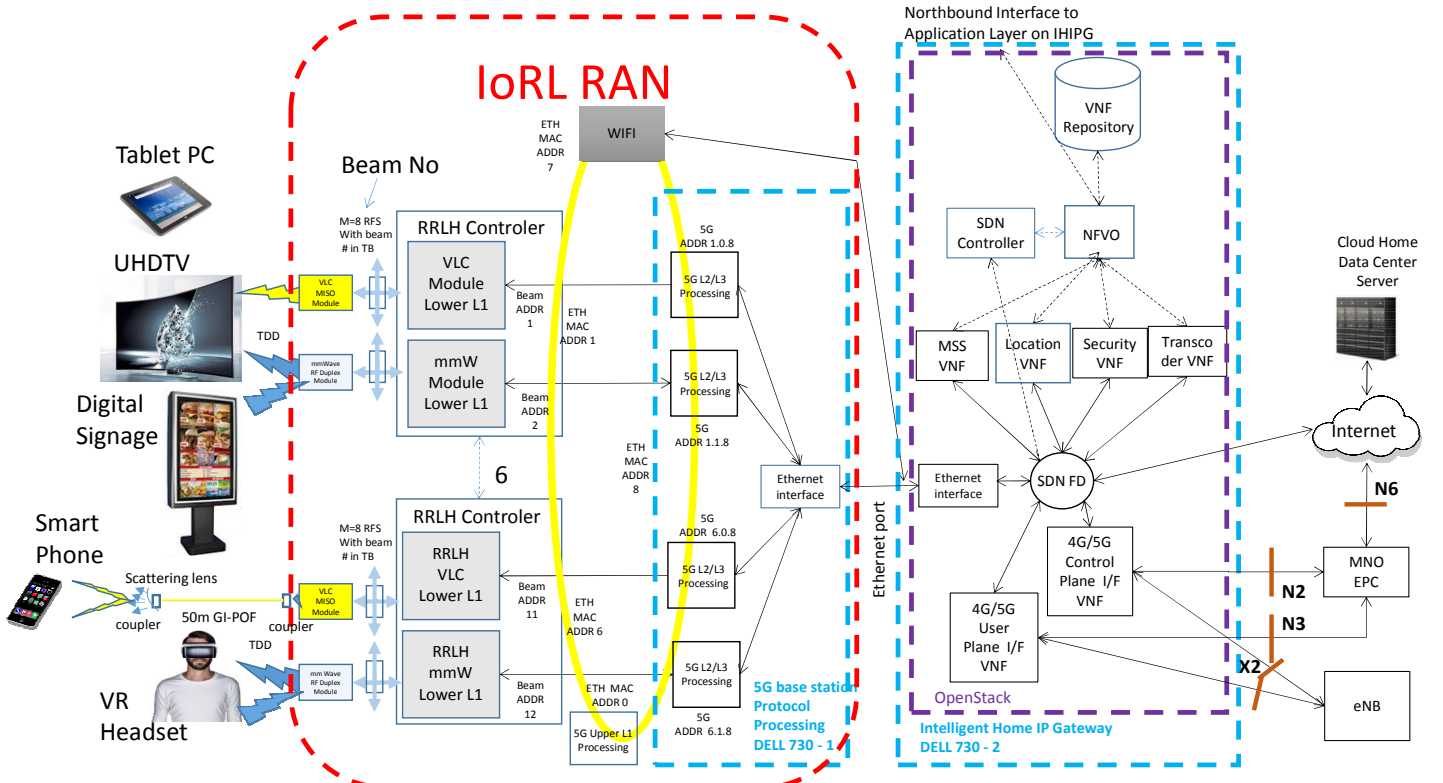 Northbound Interface to
Application Layer on IHIPG
IoRL RAN
Tablet PC
Beam No
ETH
MAC
ADDR
7
WIFI
VNF
Repository
M=8 RFS
With beam
# in TB
RRLH Controler
VLC
Module
Lower L1
mmW
Module
Lower L1
UHDTV
VLC
MISO
Module
TDD
mmWave
RF Duplex
Module
Beam
ADDR
1
Beam
ADDR
2
ETH
MAC
ADDR 1
5G
ADDR 1.0.8
5G L2/L3
Processing
5G L2/L3
Processing
5G
ADDR 1.1.8
ETH
MAC
ADDR
8
SDN
Controller
NFVO
MSS
VNF
Location
VNF
Security
VNF
Transco
der VNF
Cloud Home
Data Center
Server
Internet
Digital
Signage
6
Ethernet
interface
Ethernet port
Ethernet
interface
SDN FD
N6
Smart
Phone
Scattering lens
coupler
50m GI-POF
coupler
VLC
MISO
Module
M=8 RFS
With beam
# in TB
RRLH Controler
RRLH
VLC
Lower L1
RRLH
mmW
Lower L1
Beam
ADDR
11
Beam
ADDR
12
ETH
MAC
ADDR 6
5G
ADDR 6.0.8
5G L2/L3
Processing
5G L2/L3
Processing
5G
ADDR 6.1.8
4G/5G
Control
Plane I/F
VNF
4G/5G
User
Plane I/F
VNF
MNO
EPC
N2
N3
X2
eNB
TDD
mm Wave
RF Duplex
Module
VR
Headset
ETH MAC
ADDR 0
5G Upper L1
Processing
5G base station
Protocol
Processing
DELL 730 - 1
OpenStack
Intelligent Home IP Gateway
DELL 730 - 2